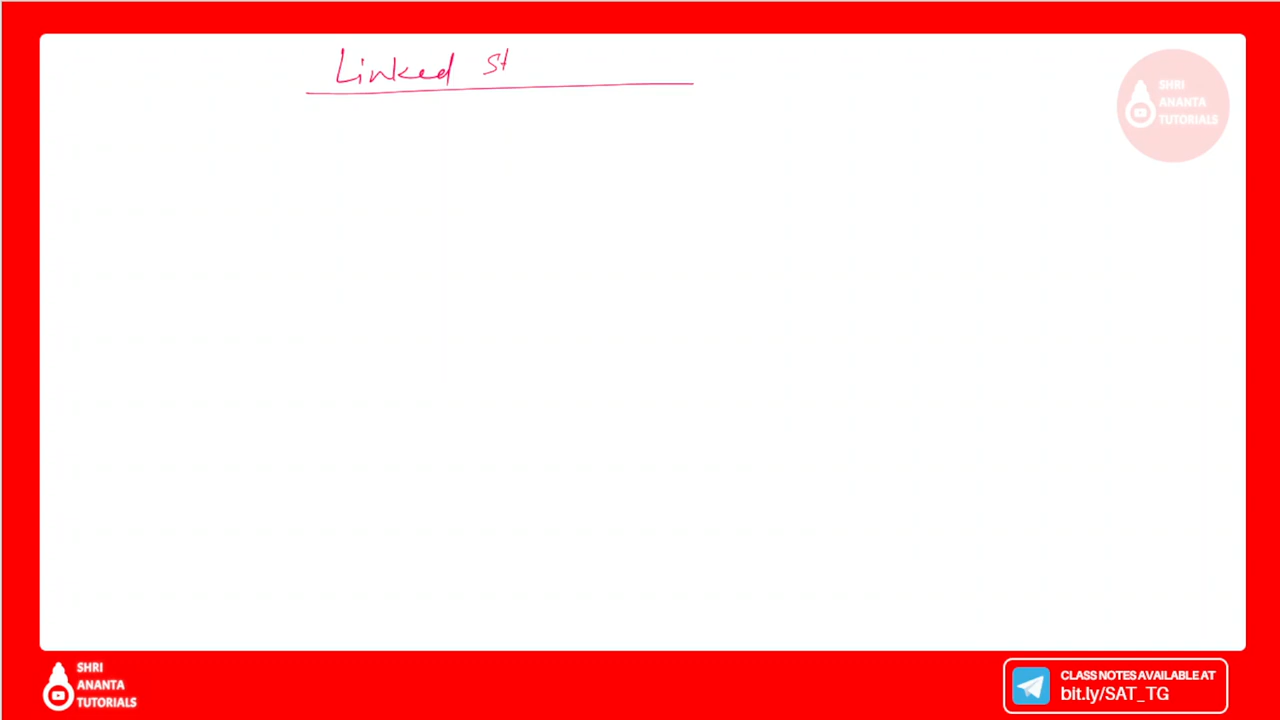 Linked St
SHRI
ANANTA
TUTORIALS
SHRI
ANANTA
TUTORIALS
CLASS NOTES AVAILABLE AT
bit.ly/SAT_TG